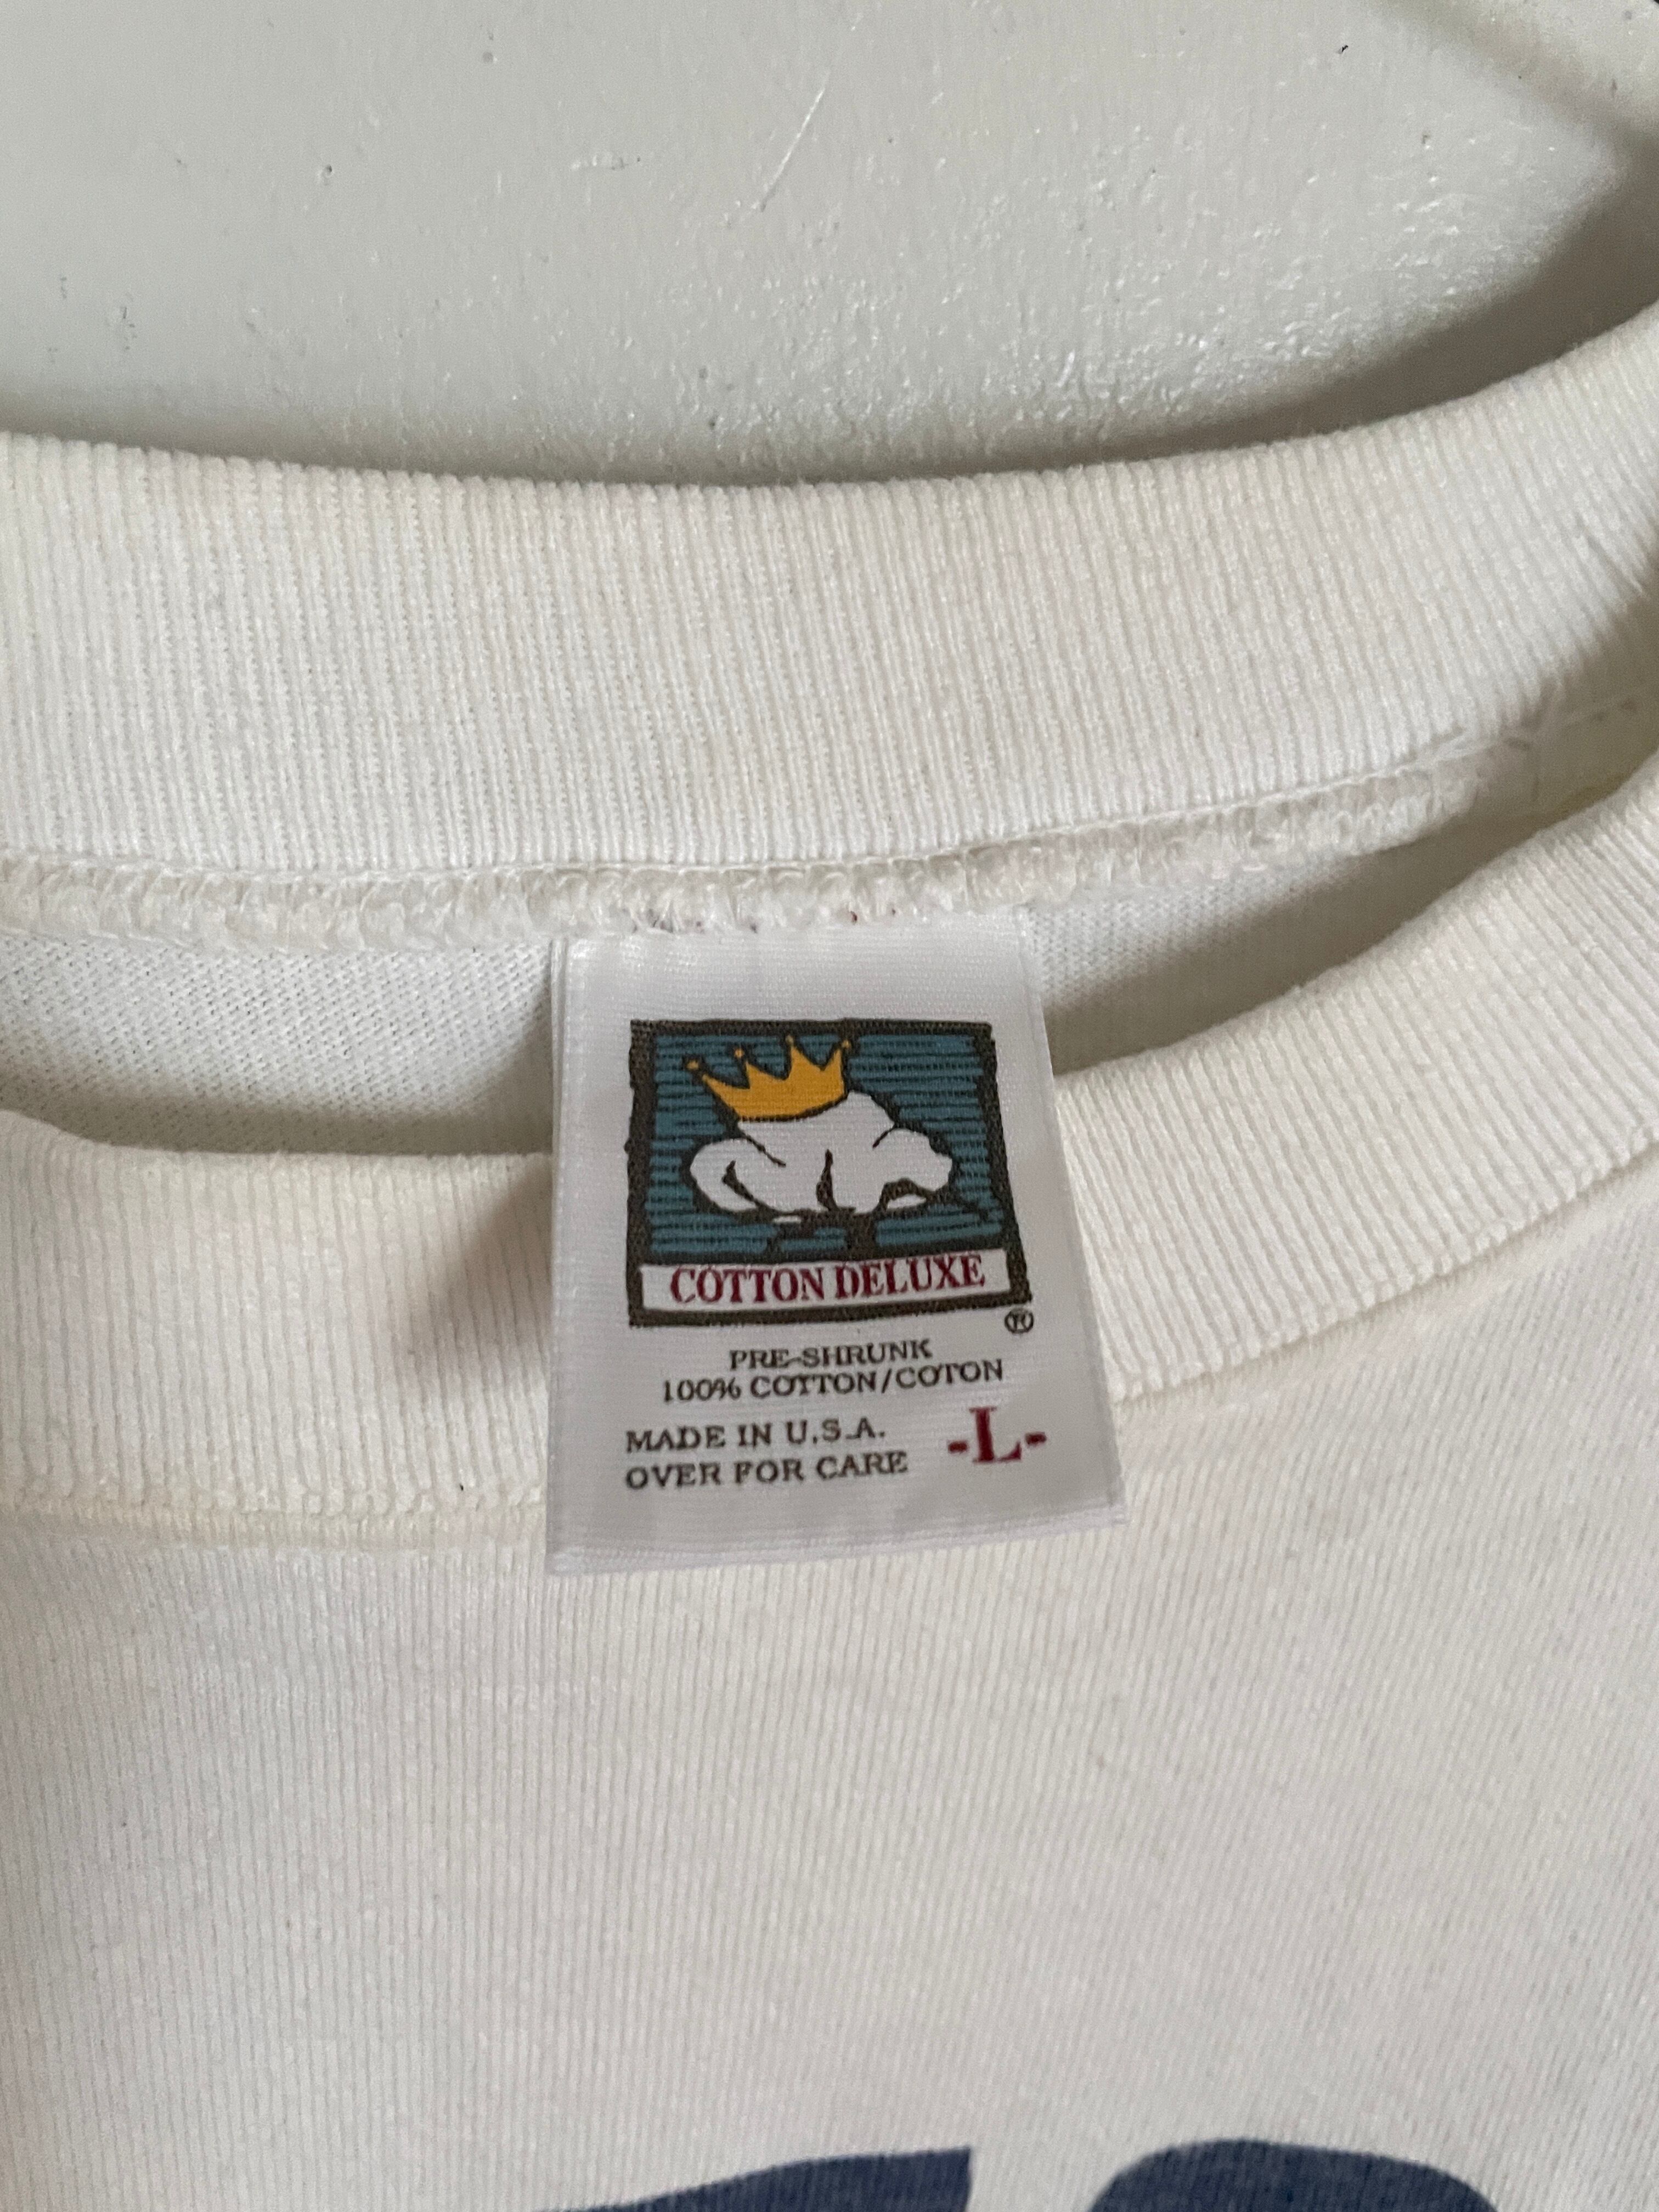 COTTON DELUXE
®
PRE-SHRUNK
100% COTTON/COTON
MADE IN U.S.A.
OVER FOR CARE
-L-